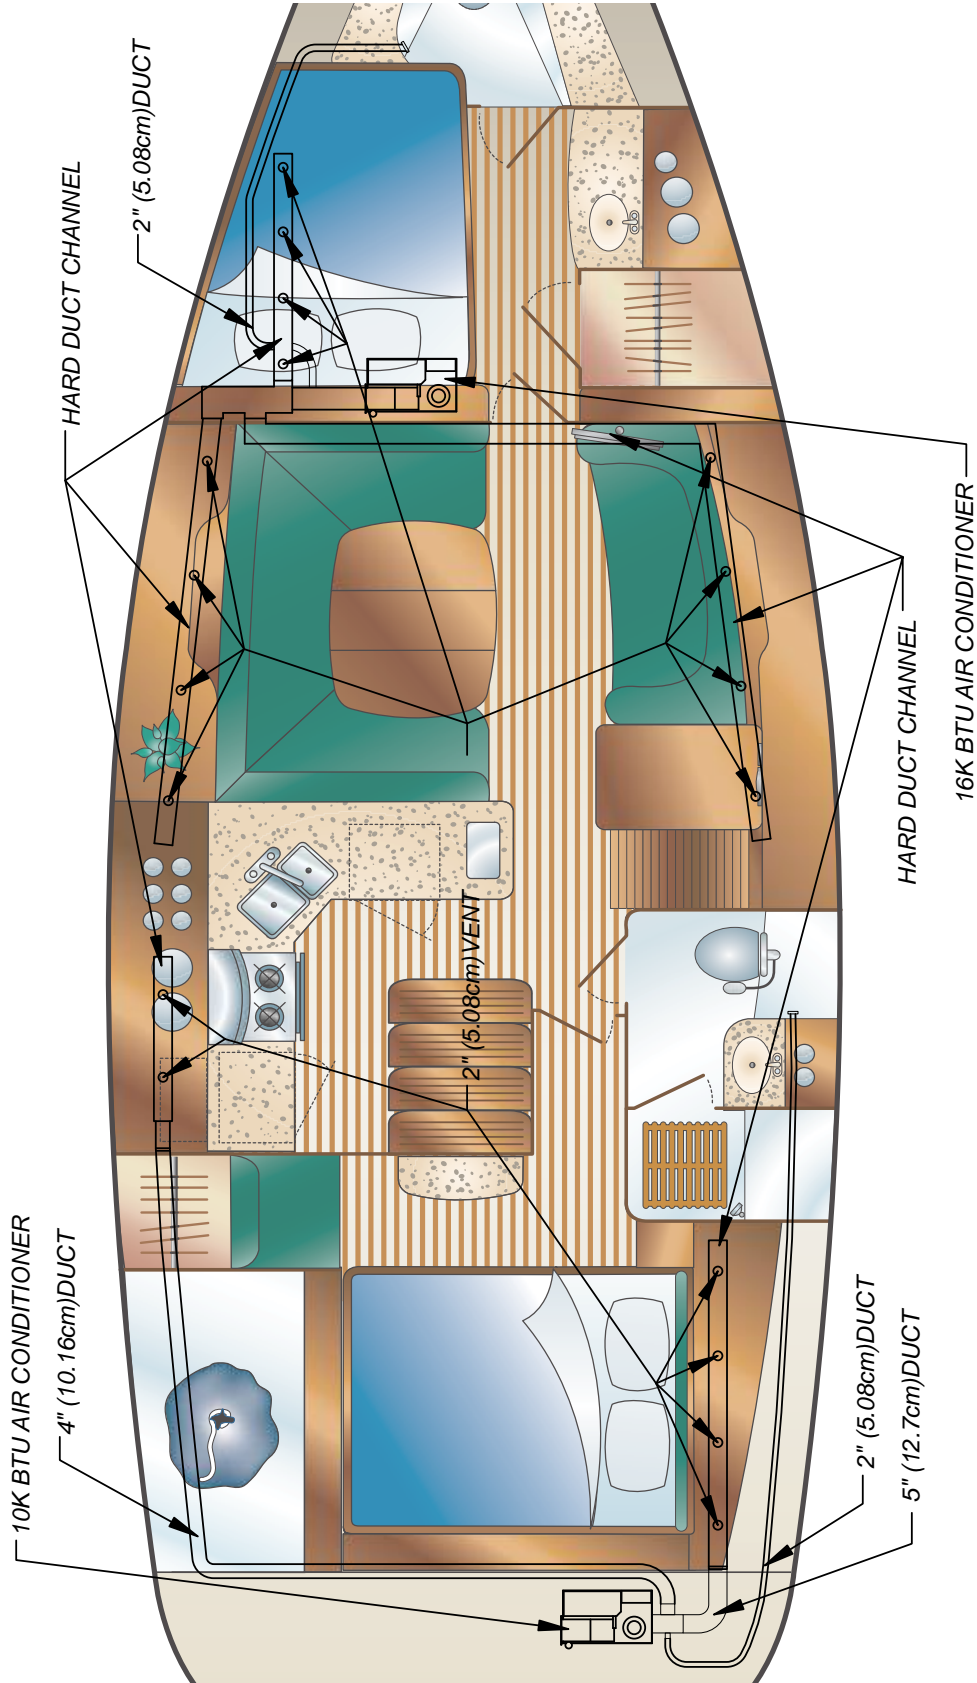 2" (5.08cm)DUCT
HARD DUCT CHANNEL
16K BTU AIR CONDITIONER
HARD DUCT CHANNEL
2" (5.08cm)VENT
10K BTU AIR CONDITIONER
4" (10.16cm)DUCT
2" (5.08cm)DUCT
5" (12.7cm)DUCT